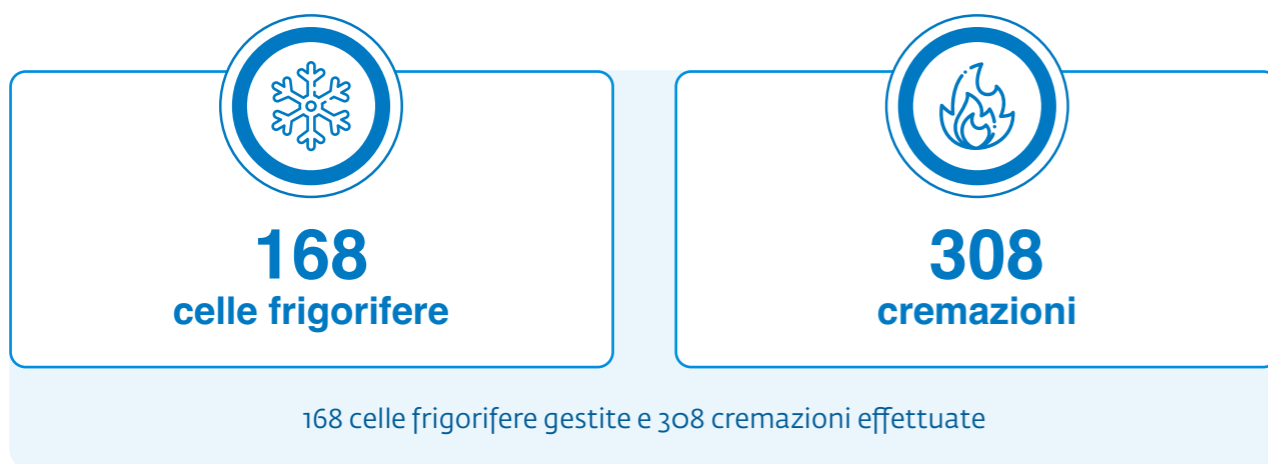 168
celle frigorifere
308
cremazioni
168 celle frigorifere gestite e 308 cremazioni effettuate